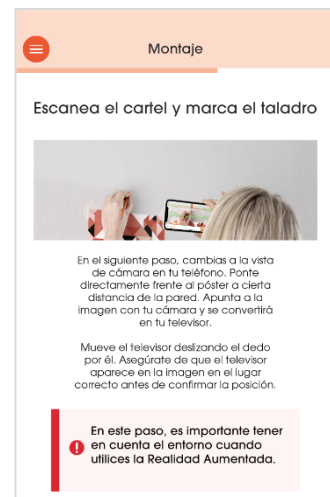 Montaje
Escanea el cartel y marca el taladro
En el siguiente paso, cambias a la vista
de cámara en tu teléfono. Ponte
directamente frente al póster a cierta
distancia de la pared. Apunta a la
imagen con tu cámara y se convertirá
en tu televisor.
Mueve el televisor deslizando el dedo
por él. Asegúrate de que el televisor
aparece en la imagen en el lugar
correcto antes de confirmar la posición.
En este paso, es importante tener
en cuenta el entorno cuando
utilices la Realidad Aumentada.